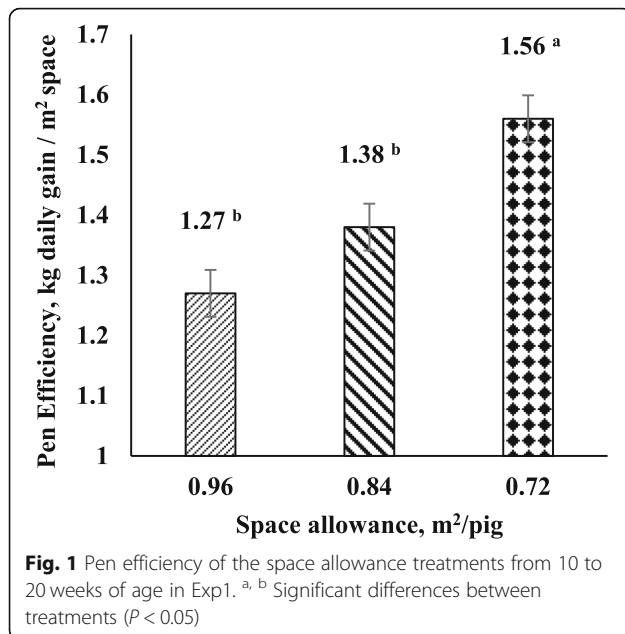 Pen Efficiency, kg daily gain / m² space
1.7
1.6
1.5
1.4
1.3
1.2
1.1
1
1.27 ᵇ
1.38 ᵇ
1.56 ᵃ
0.96 0.84 0.72
Space allowance, m²/pig
Fig. 1 Pen efficiency of the space allowance treatments from 10 to
20 weeks of age in Exp1. ᵃ, ᵇ Significant differences between
treatments (P < 0.05)